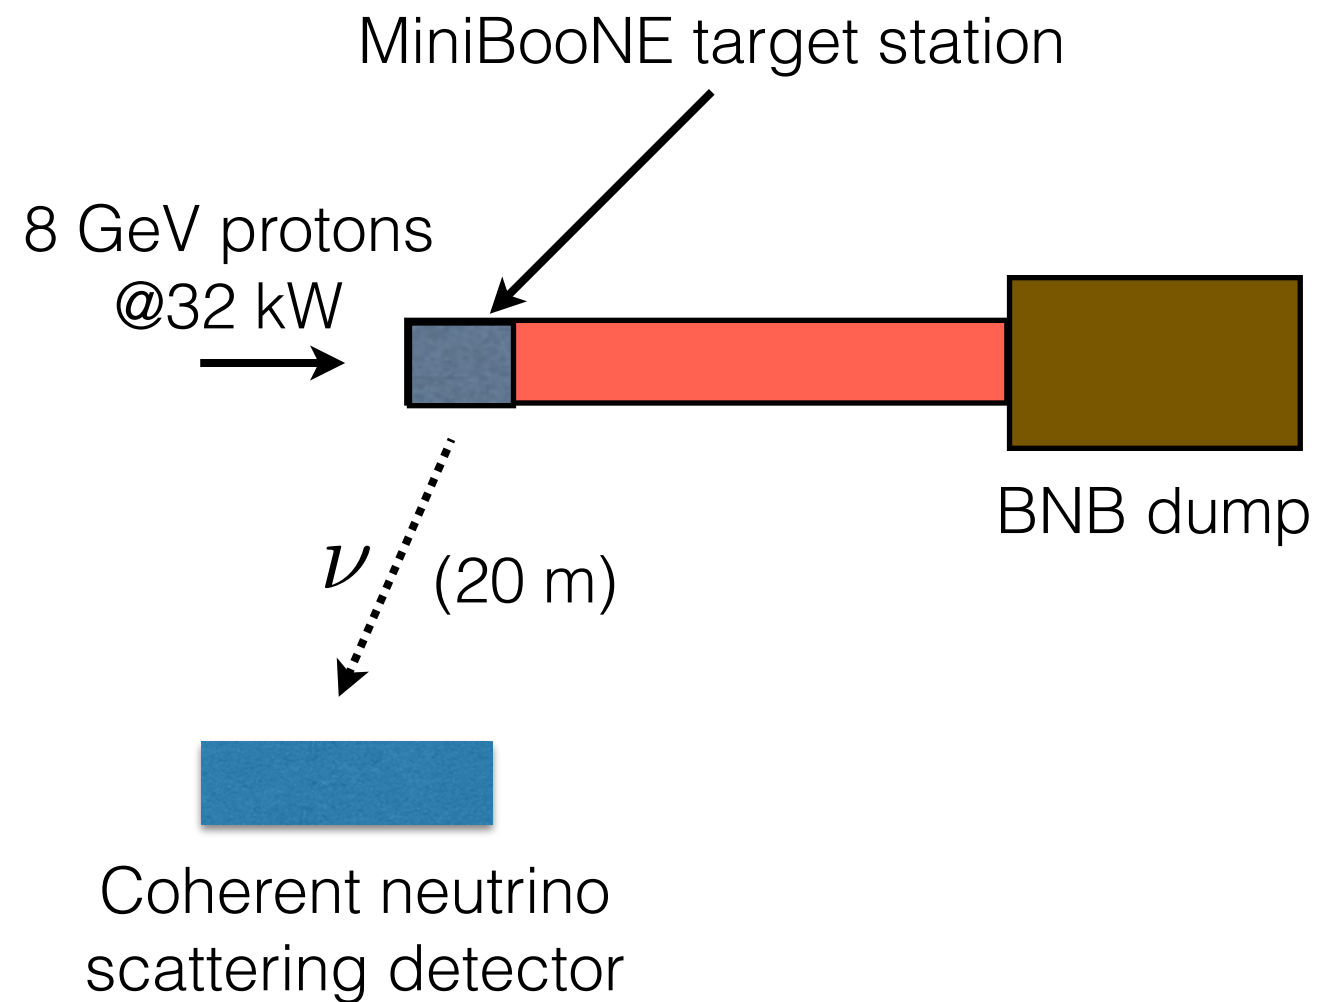 MiniBooNE target station
8 GeV protons
@32 kW
BNB dump
ν
(20 m)
Coherent neutrino
scattering detector